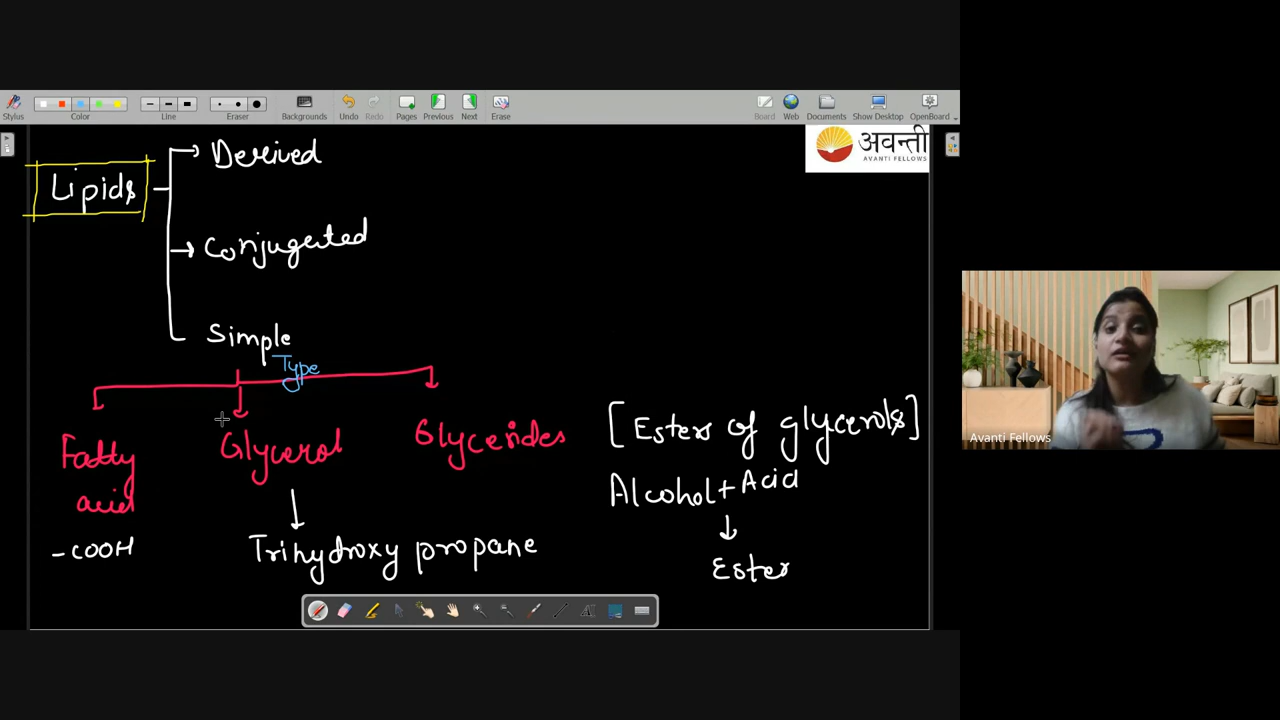 Stylus
Color
Line
Eraser
Backgrounds
Undo
Redo
Pages
Previous
Next
Erase
Board
Web
Documents
Show Desktop
OpenBoard
अवन्ती
AVANTI FELLOWS
Lipids
Derived
Conjugated
Simple
Type
Fatty
acid
-COOH
Glycerol
Trihydroxy propane
Glycerides
[Esters of glycerols]
Alcohol + Acid
Ester
Avanti Fellows